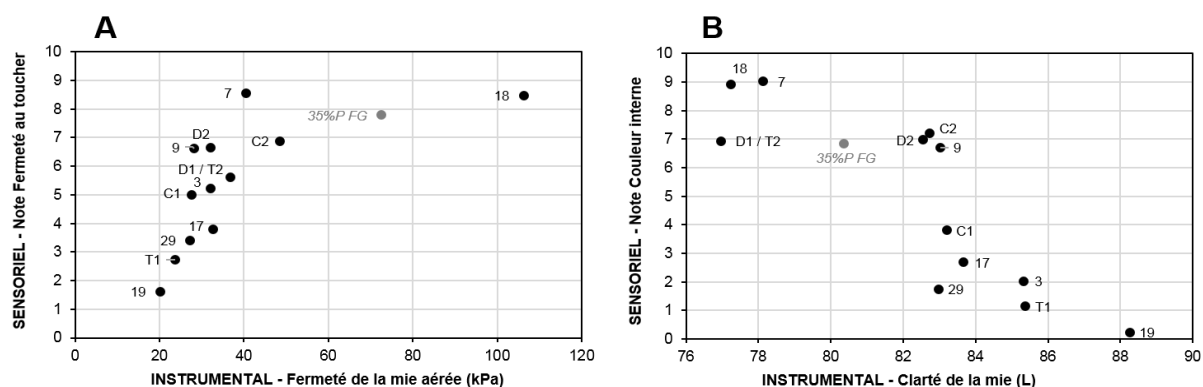 A
SENSORIEL - Note Fermeté au toucher
10
9
8
7
6
5
4
3
2
1
0
7
18
35%P FG
C2
D2
9
D1 / T2
3
C1
17
29
T1
19
0 20 40 60 80 100 120
INSTRUMENTAL - Fermeté de la mie aérée (kPa)
B
SENSORIEL - Note Couleur interne
10
9
8
7
6
5
4
3
2
1
0
18
7
D1 / T2
35%P FG
C2
D2
9
C1
17
3
29
T1
19
76 78 80 82 84 86 88 90
INSTRUMENTAL - Clarté de la mie (L)